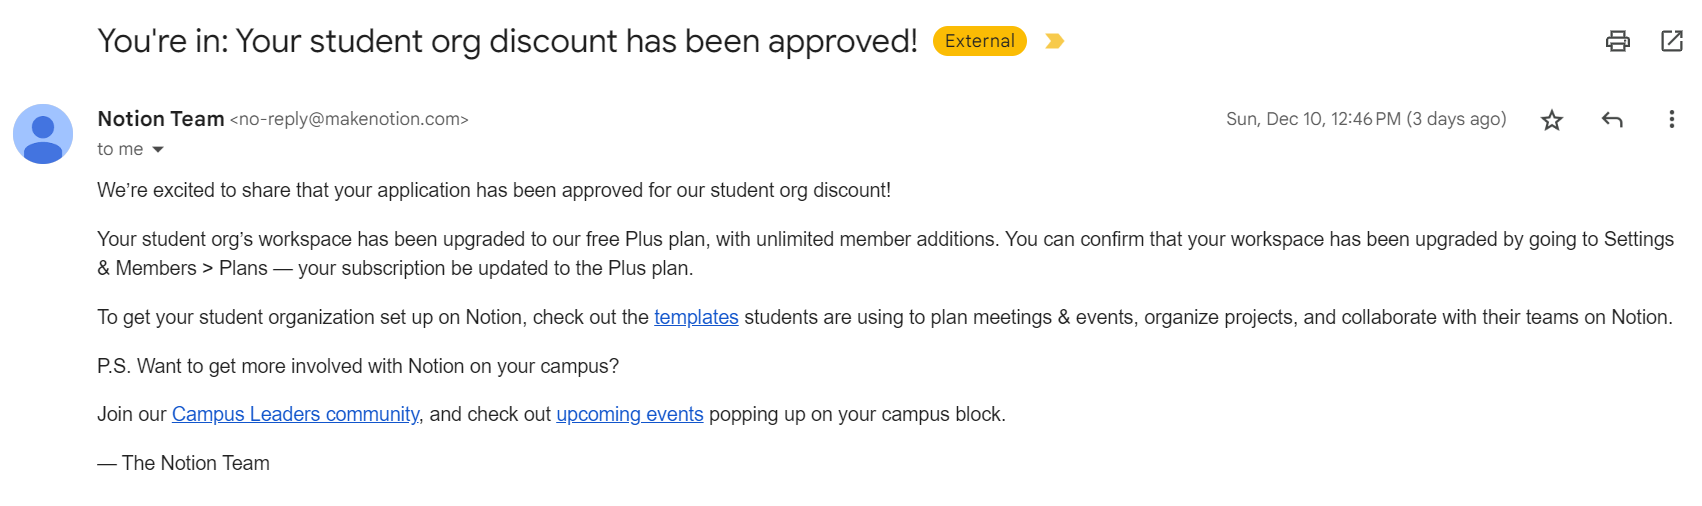 You're in: Your student org discount has been approved! External
Notion Team <no-reply@makenotion.com> Sun, Dec 10, 12:46 PM (3 days ago)
to me
We’re excited to share that your application has been approved for our student org discount!
Your student org’s workspace has been upgraded to our free Plus plan, with unlimited member additions. You can confirm that your workspace has been upgraded by going to Settings
& Members > Plans — your subscription be updated to the Plus plan.
To get your student organization set up on Notion, check out the templates students are using to plan meetings & events, organize projects, and collaborate with their teams on Notion.
P.S. Want to get more involved with Notion on your campus?
Join our Campus Leaders community, and check out upcoming events popping up on your campus block.
— The Notion Team